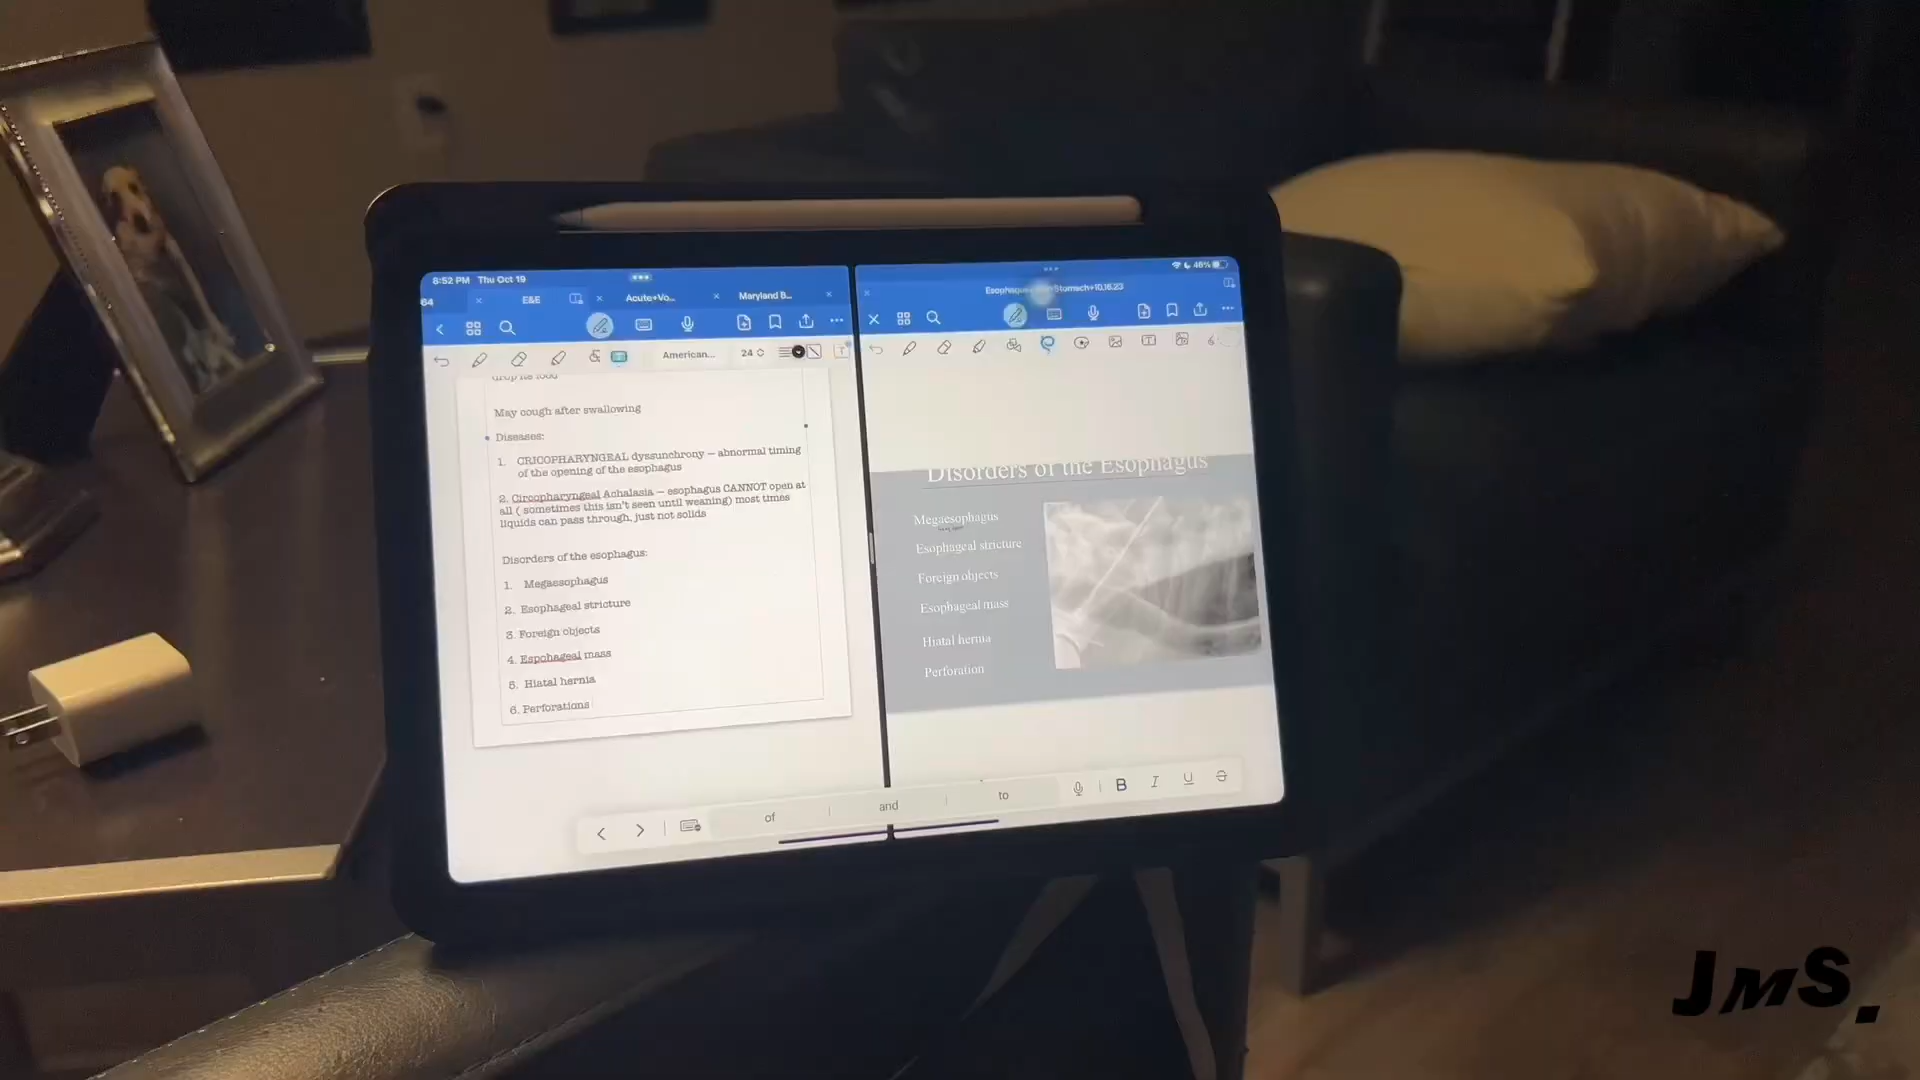 8:52 PM Thu Oct 19
46%
64
E&E
Acute+Vo...
Maryland B...
American...
24
May cough after swallowing
Diseases:
1. CRICOPHARYNGEAL dyssunchrony – abnormal timing
of the opening of the esophagus
2. Circopharyngeal Achalasia – esophagus CANNOT open at
all ( sometimes this isn't seen until weaning) most times
liquids can pass through, just not solids
Disorders of the esophagus:
1. Megaesophagus
2. Esophageal stricture
3. Foreign objects
4. Espohageal mass
5. Hiatal hernia
6. Perforations
Disorders of the Esophagus
Megaesophagus
Esophageal stricture
Foreign objects
Esophageal mass
Hiatal hernia
Perforation
of
and
to
B I U S
JMS.